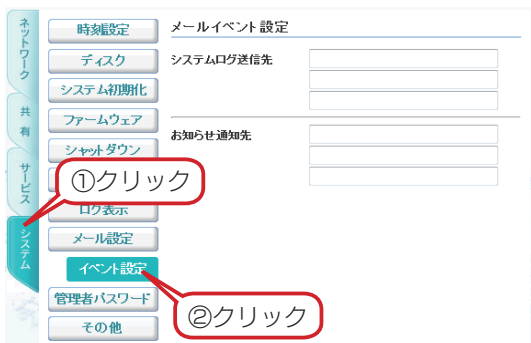 ネットワーク
共有
サービス
システム
時刻設定
ディスク
システム初期化
ファームウェア
シャットダウン
ログ表示
メール設定
イベント設定
管理者パスワード
その他
メールイベント設定
システムログ送信先
お知らせ通知先
①クリック
②クリック